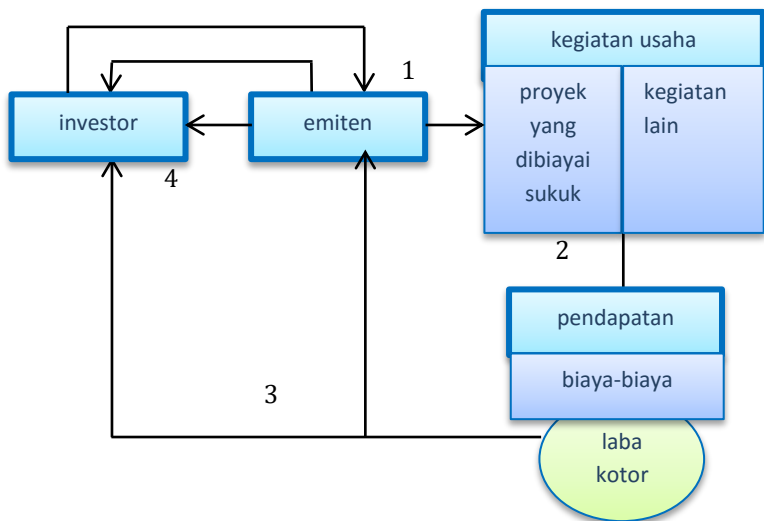 kegiatan usaha
1
investor
emiten
proyek
yang
dibiayai
sukuk
kegiatan
lain
4
2
pendapatan
biaya-biaya
3
laba
kotor